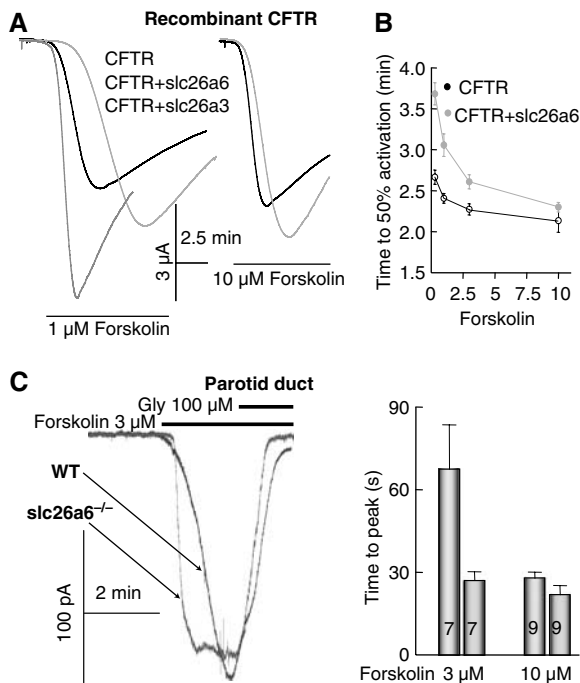 A
Recombinant CFTR
CFTR
CFTR+slc26a6
CFTR+slc26a3
3 µA
2.5 min
1 µM Forskolin
10 µM Forskolin
B
Time to 50% activation (min)
4.0
3.5
3.0
2.5
2.0
1.5
CFTR
CFTR+slc26a6
0 2.5 5.0 7.5 10
Forskolin
C
Parotid duct
Gly 100 µM
Forskolin 3 µM
WT
slc26a6–/–
100 pA
2 min
Time to peak (s)
90
60
30
0
7 7 9 9
Forskolin 3 µM 10 µM